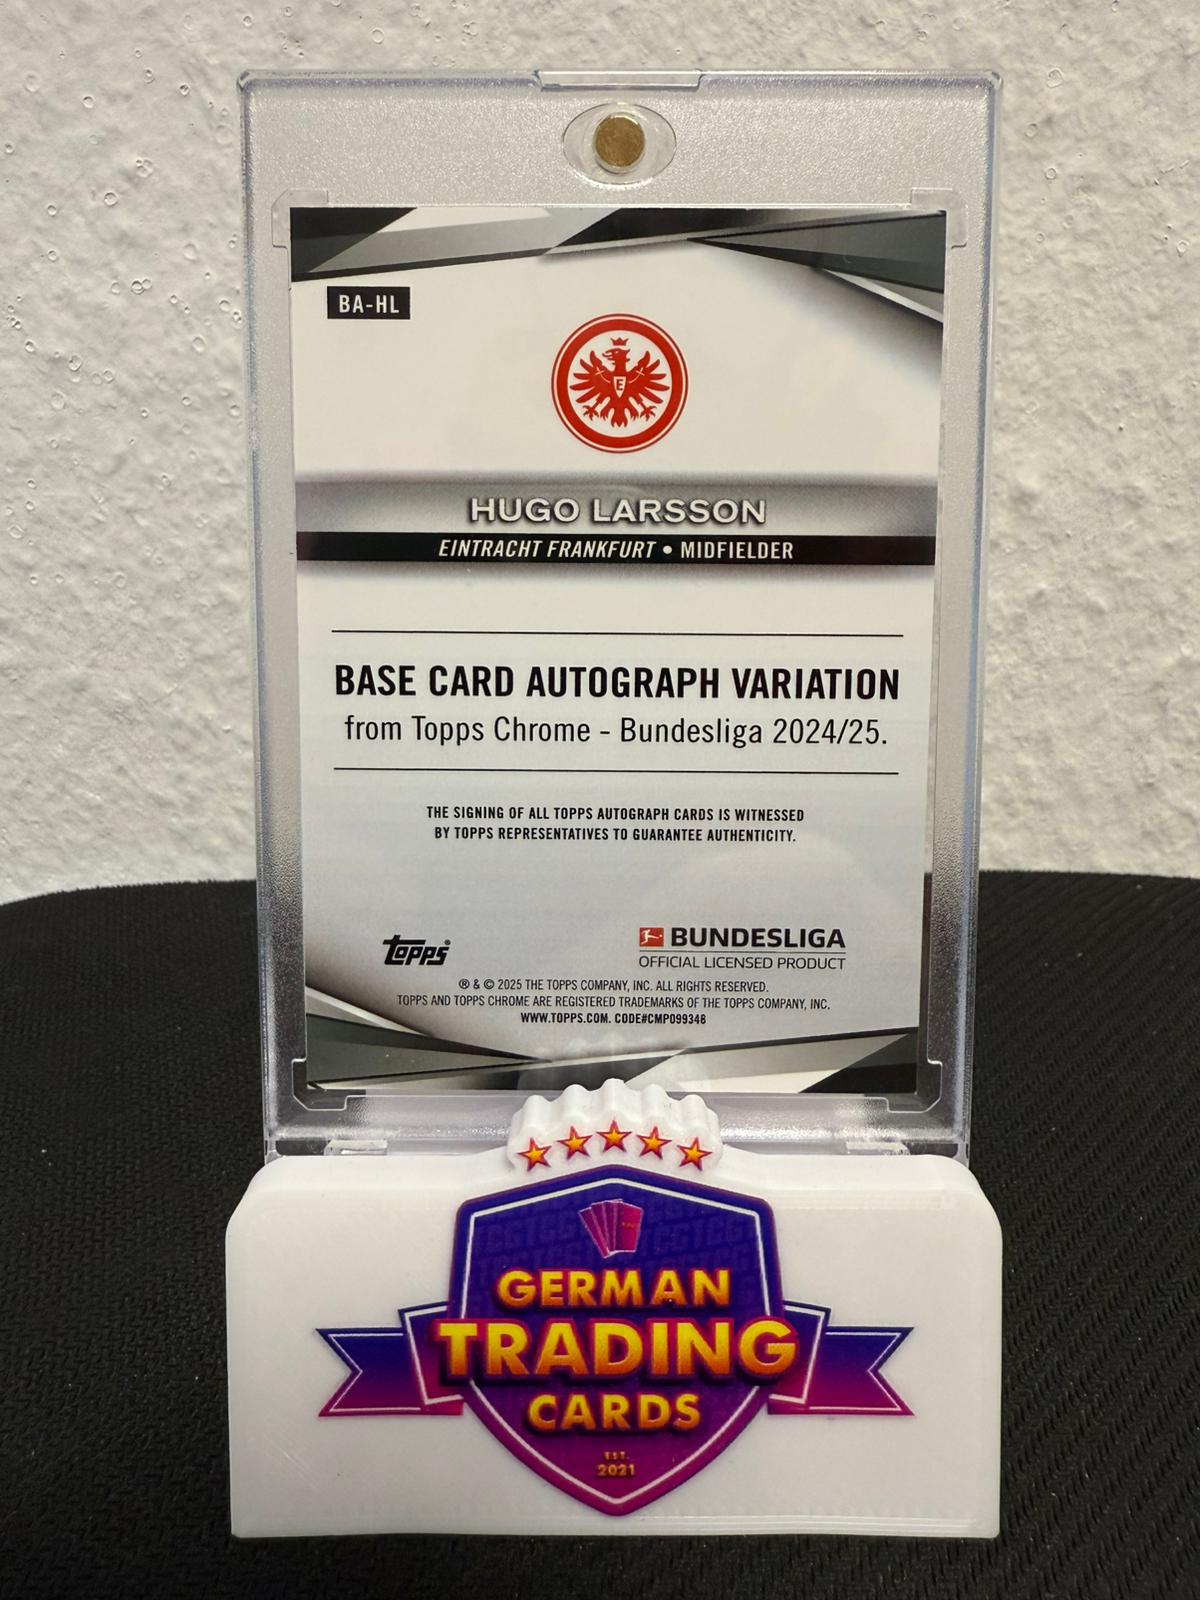 BA-HL
E
HUGO LARSSON
EINTRACHT FRANKFURT • MIDFIELDER
BASE CARD AUTOGRAPH VARIATION
from Topps Chrome - Bundesliga 2024/25.
THE SIGNING OF ALL TOPPS AUTOGRAPH CARDS IS WITNESSED
BY TOPPS REPRESENTATIVES TO GUARANTEE AUTHENTICITY.
topps®
BUNDESLIGA
OFFICIAL LICENSED PRODUCT
® & © 2025 THE TOPPS COMPANY, INC. ALL RIGHTS RESERVED.
TOPPS AND TOPPS CHROME ARE REGISTERED TRADEMARKS OF THE TOPPS COMPANY, INC.
WWW.TOPPS.COM. CODE#CMP099348
GERMAN
TRADING
CARDS
EST.
2021